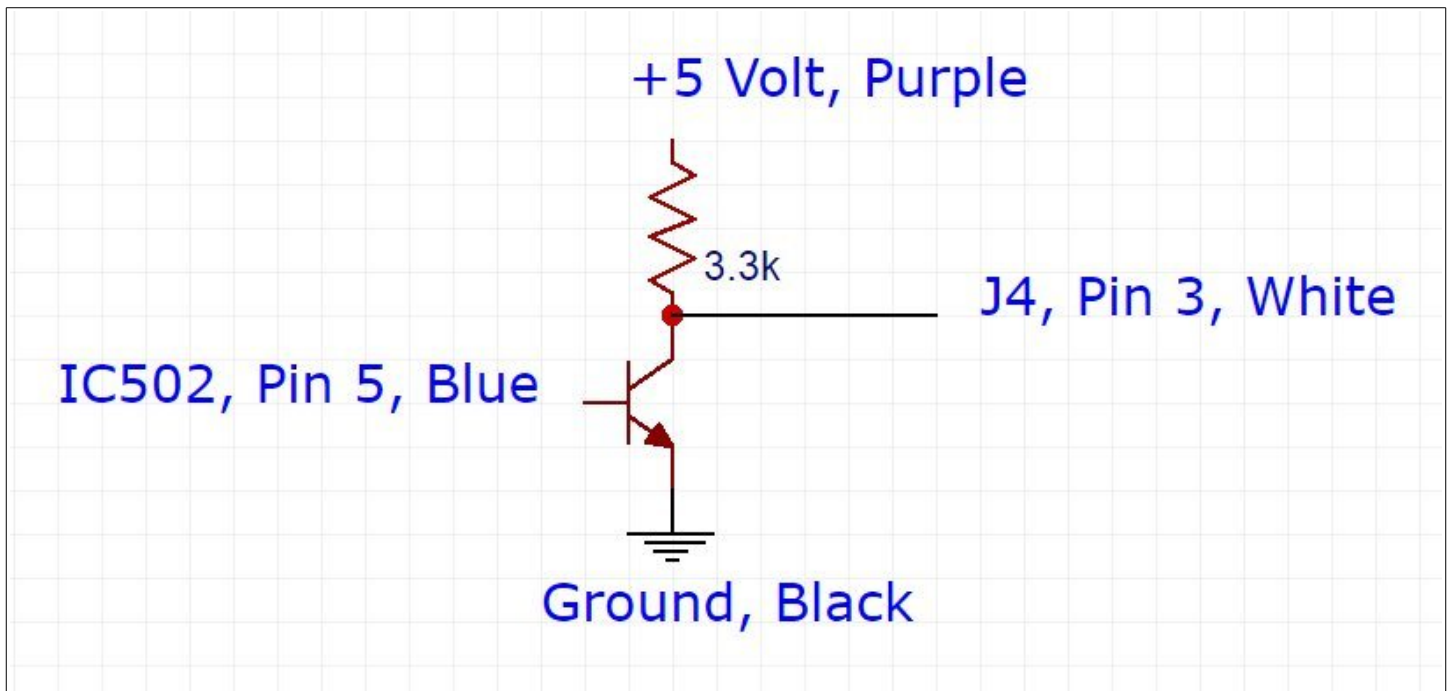 +5 Volt, Purple
3.3k
J4, Pin 3, White
IC502, Pin 5, Blue
Ground, Black